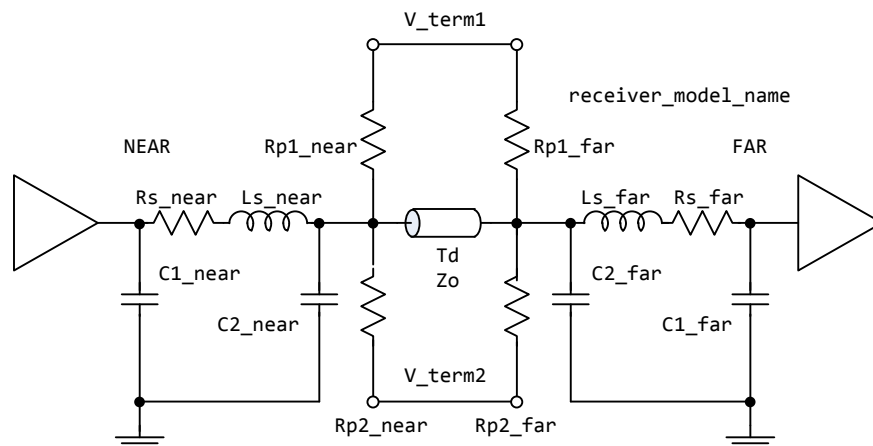 V_term1
receiver_model_name
NEAR
Rp1_near
Rp1_far
FAR
Rs_near
Ls_near
Ls_far
Rs_far
Td
Zo
C1_near
C2_far
C2_near
C1_far
V_term2
Rp2_near
Rp2_far